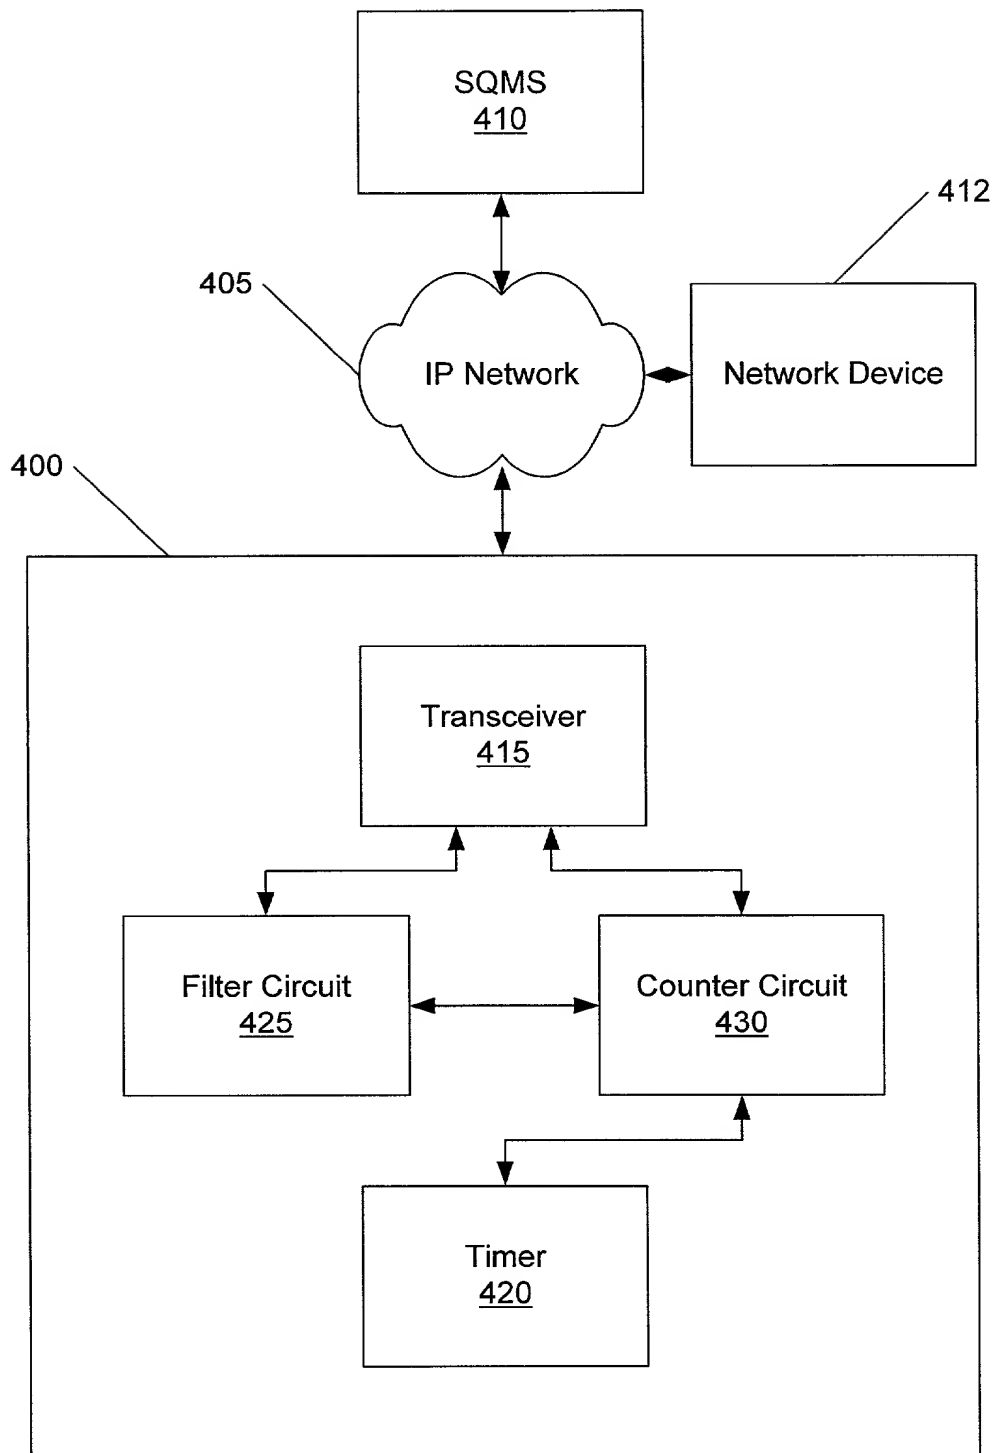 SQMS
410
412
405
IP Network
Network Device
400
Transceiver
415
Filter Circuit
425
Counter Circuit
430
Timer
420